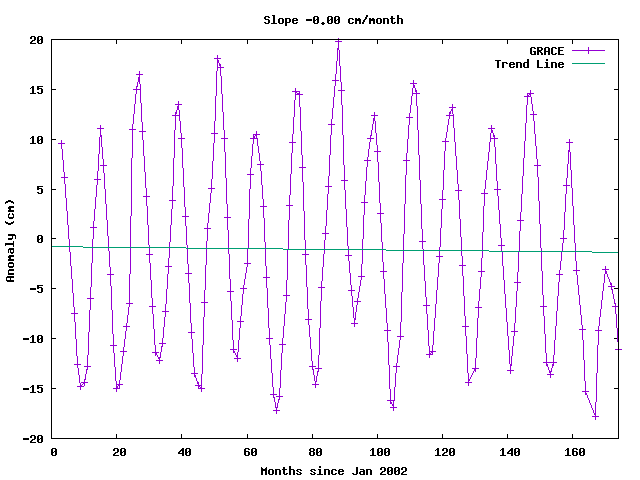 Slope -0.00 cm/month
GRACE
Trend Line
20
15
10
5
0
-5
-10
-15
-20
Anomaly (cm)
0 20 40 60 80 100 120 140 160
Months since Jan 2002